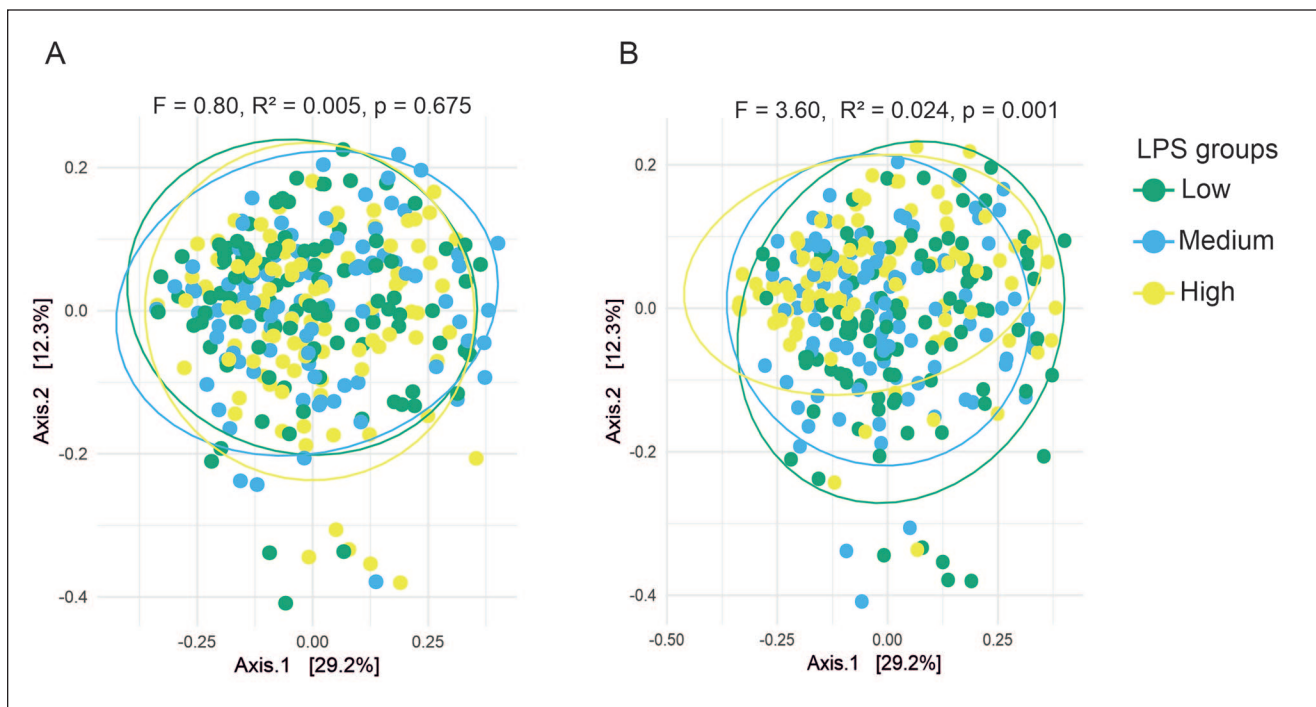 A
F = 0.80, R² = 0.005, p = 0.675
0.2
0.0
-0.2
-0.4
Axis.2 [12.3%]
-0.25
0.00
0.25
Axis.1 [29.2%]
B
F = 3.60, R² = 0.024, p = 0.001
0.2
0.0
-0.2
-0.4
Axis.2 [12.3%]
-0.50
-0.25
0.00
0.25
Axis.1 [29.2%]
LPS groups
Low
Medium
High